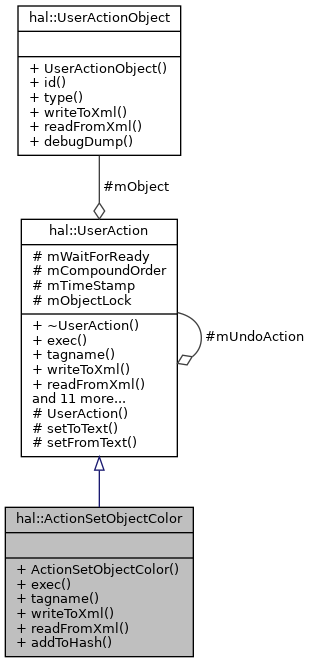 hal::UserActionObject
+ UserActionObject()
+ id()
+ type()
+ writeToXml()
+ readFromXml()
+ debugDump()
#mObject
hal::UserAction
# mWaitForReady
# mCompoundOrder
# mTimeStamp
# mObjectLock
+ ~UserAction()
+ exec()
+ tagname()
+ writeToXml()
+ readFromXml()
and 11 more...
# UserAction()
# setToText()
# setFromText()
#mUndoAction
hal::ActionSetObjectColor
+ ActionSetObjectColor()
+ exec()
+ tagname()
+ writeToXml()
+ readFromXml()
+ addToHash()